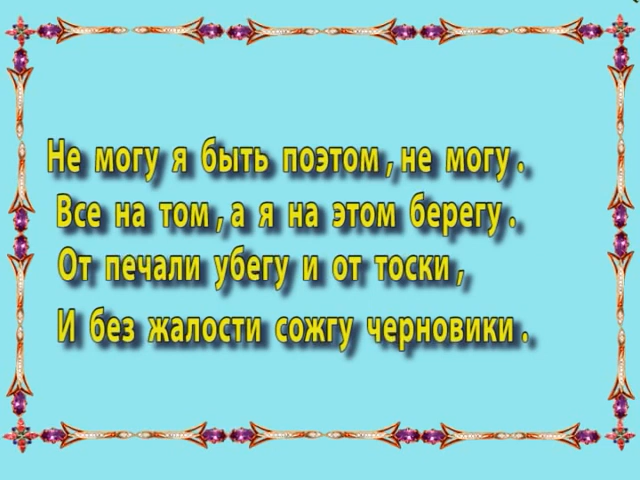 Не могу я быть поэтом , не могу .
Все на том , а я на этом берегу .
От печали убегу и от тоски ,
И без жалости сожгу черновики .